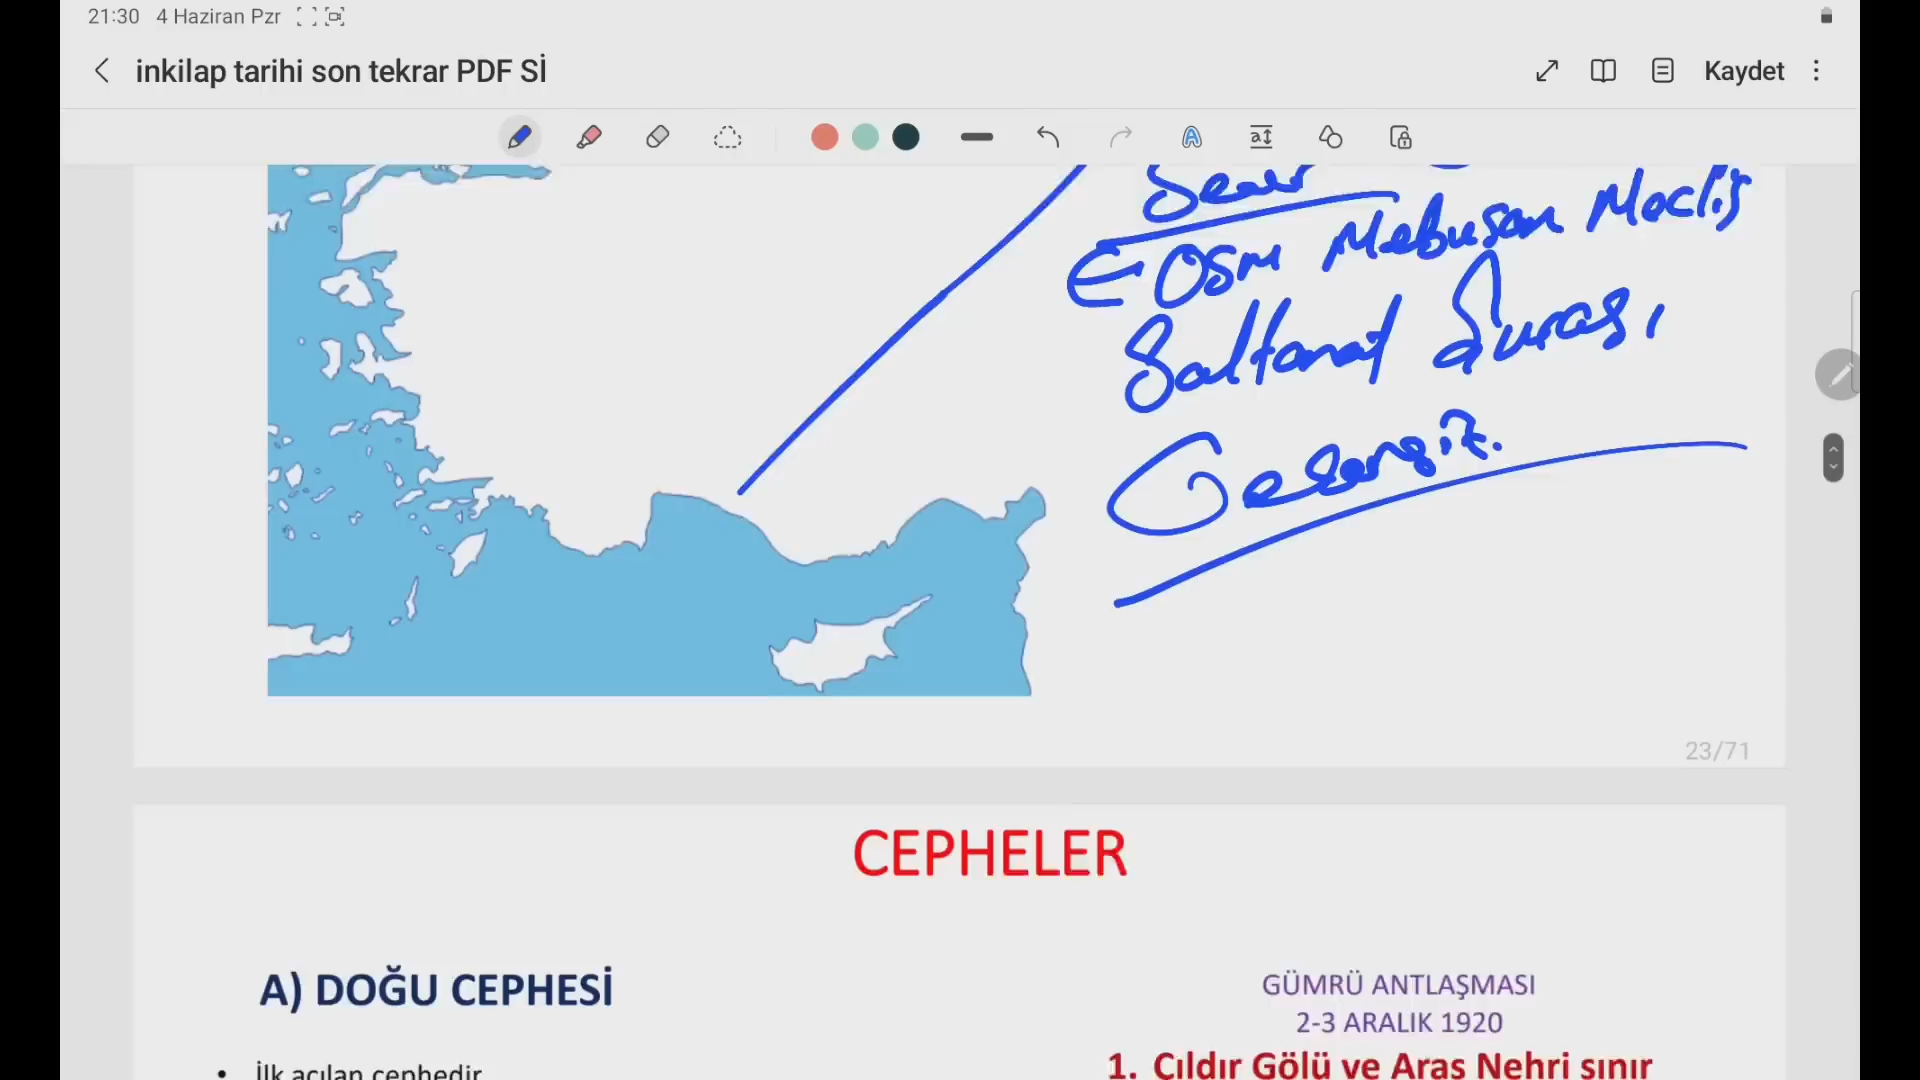 21:30 4 Haziran Pzr
inkilap tarihi son tekrar PDF Sİ
Kaydet
Osm Mebusan Meclis
Saltanat Şurası
23/71
CEPHELER
A) DOĞU CEPHESİ
• İlk açılan cephedir
GÜMRÜ ANTLAŞMASI
2-3 ARALIK 1920
1. Çıldır Gölü ve Aras Nehri sınır